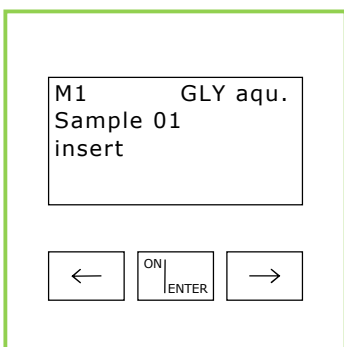 M1 GLY aqu.
Sample 01
insert
←
ON
ENTER
→